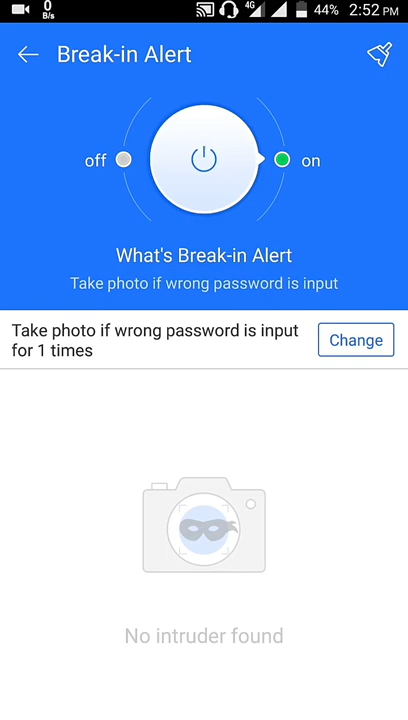 0 B/s 4G 44% 2:52 PM
Break-in Alert
off on
What's Break-in Alert
Take photo if wrong password is input
Take photo if wrong password is input
for 1 times
Change
No intruder found